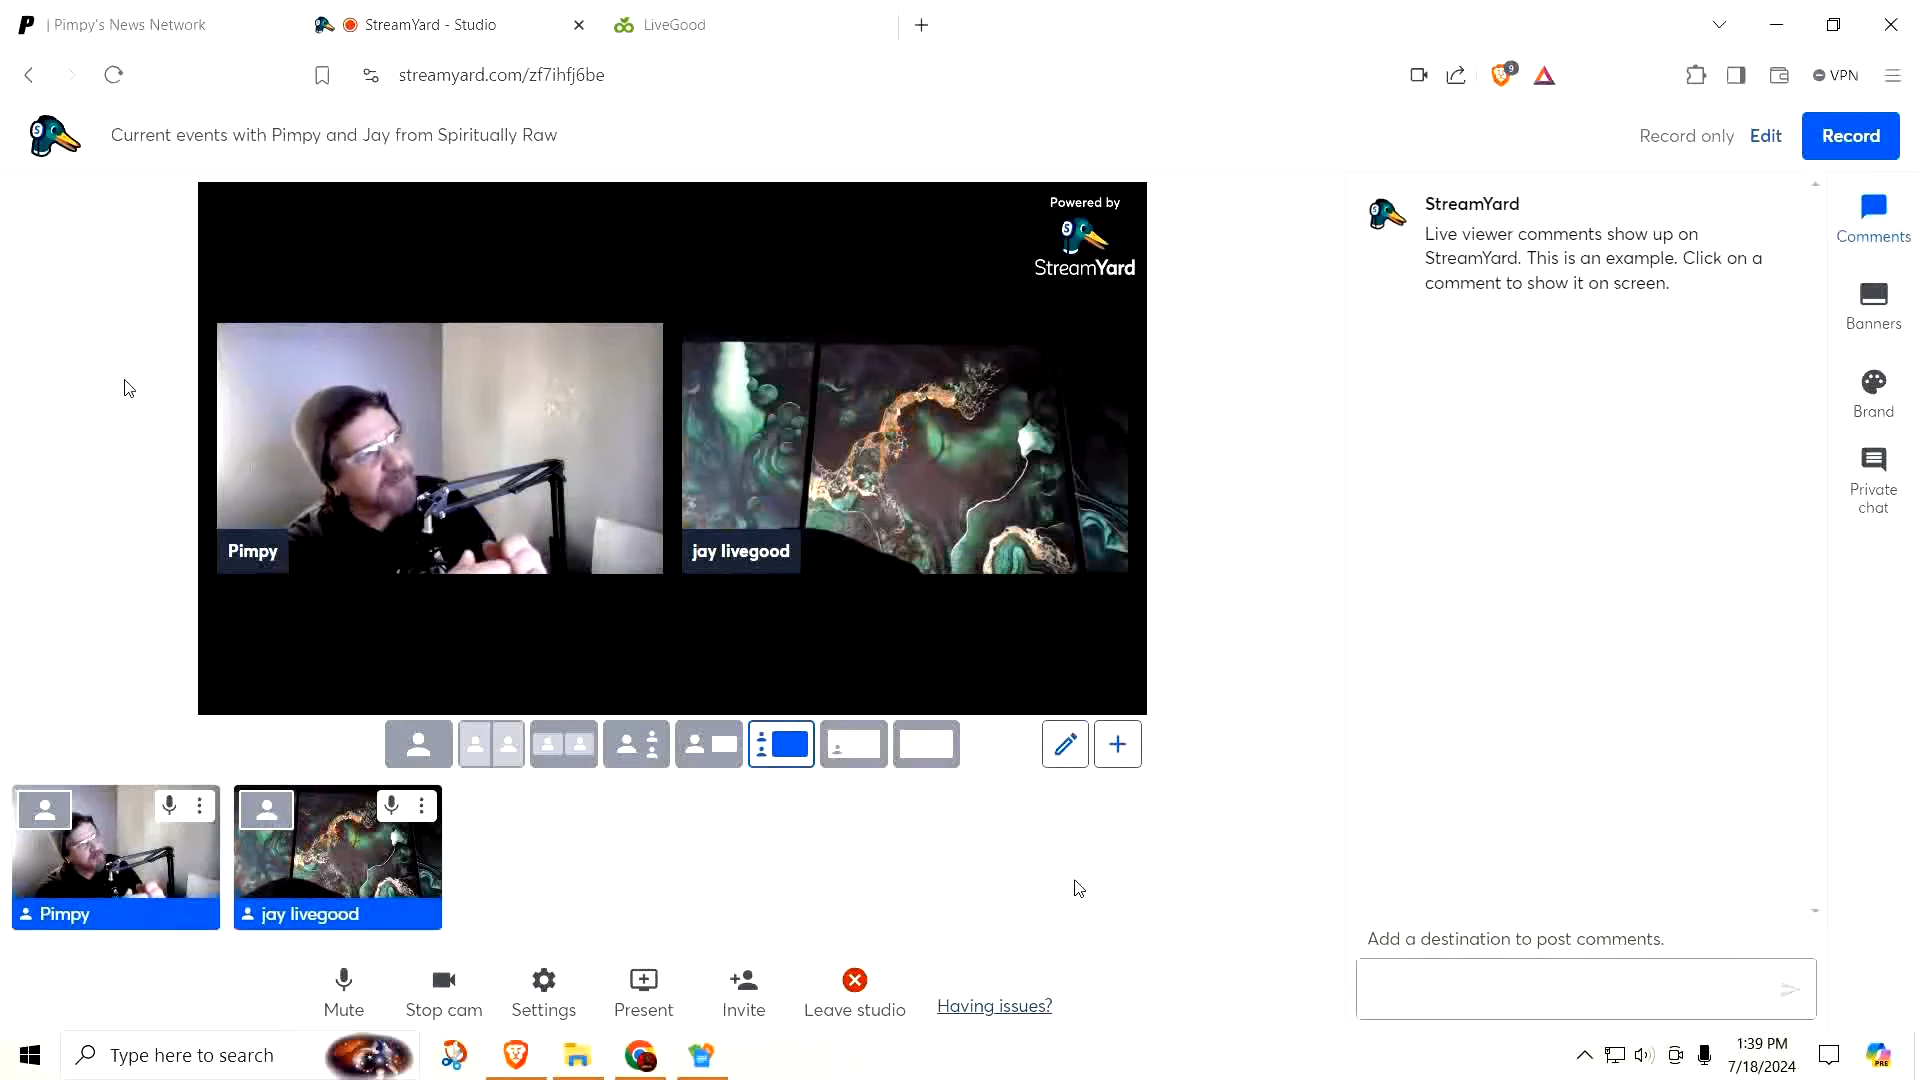 | Pimpy's News Network
StreamYard - Studio
LiveGood
streamyard.com/zf7ihfj6be
9
VPN
Current events with Pimpy and Jay from Spiritually Raw
Record only
Edit
Record
Powered by
StreamYard
Pimpy
jay livegood
StreamYard
Live viewer comments show up on
StreamYard. This is an example. Click on a
comment to show it on screen.
Comments
Banners
Brand
Private
chat
Pimpy
jay livegood
Add a destination to post comments.
Mute
Stop cam
Settings
Present
Invite
Leave studio
Having issues?
Type here to search
1:39 PM
7/18/2024
PRE